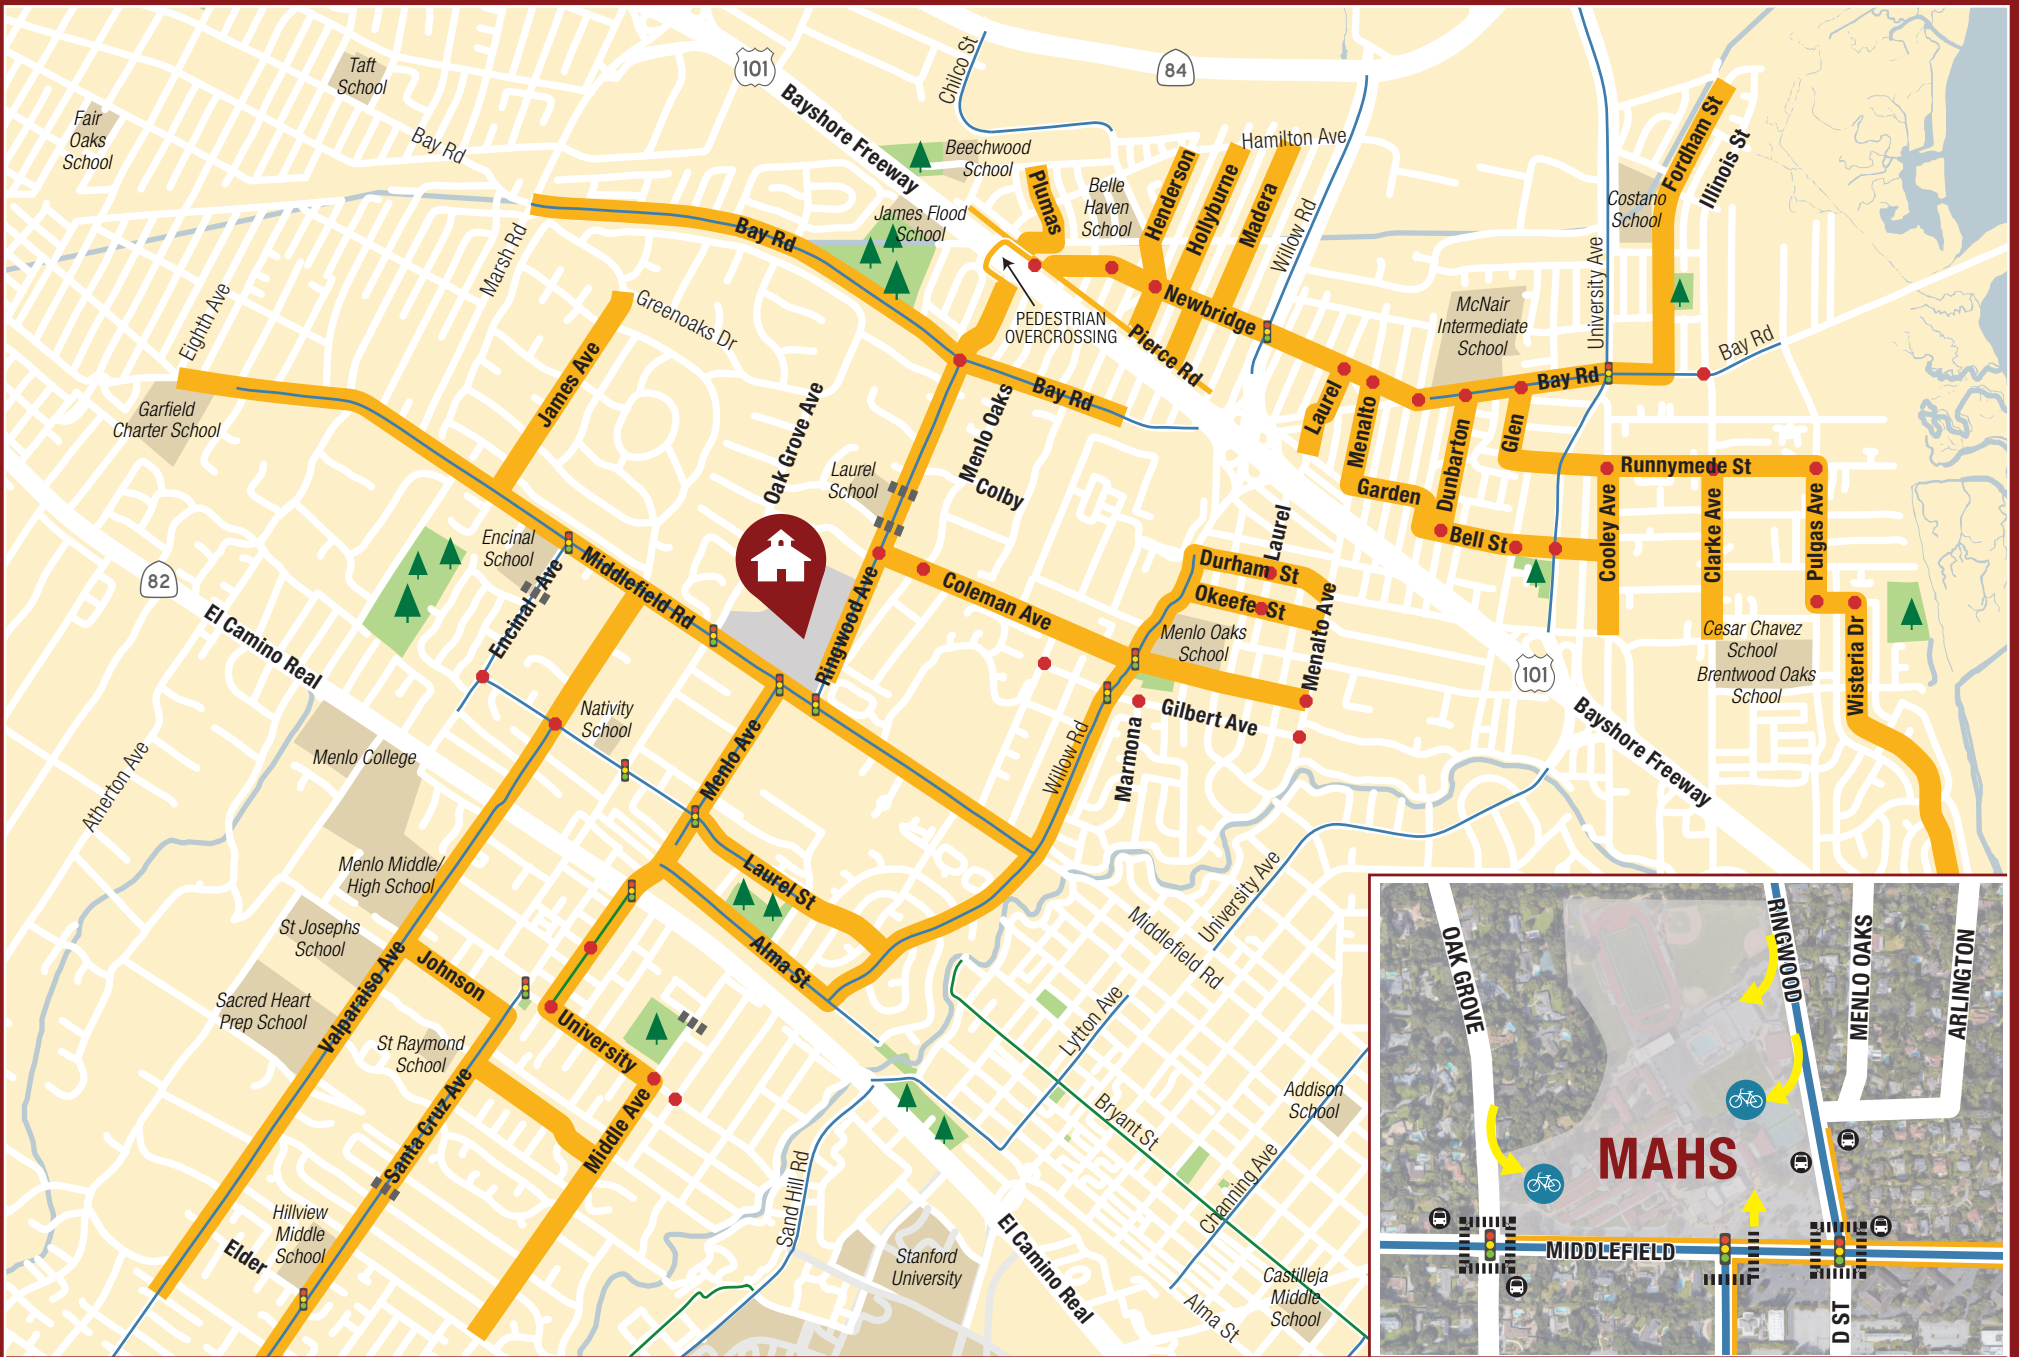 Taft
School
Fair
Oaks
School
Bay Rd
101
Bayshore Freeway
Chilco St
84
Beechwood
School
Hamilton Ave
Plumas
Belle
Haven
School
Henderson
Hollyburne
Madera
Willow Rd
James Flood
School
Bay Rd
Marsh Rd
Costano
School
Fordham St
Illinois St
University Ave
Eighth Ave
Greenoaks Dr
PEDESTRIAN
OVERCROSSING
Newbridge
Pierce Rd
McNair
Intermediate
School
Bay Rd
Bay Rd
James Ave
Oak Grove Ave
Menlo Oaks
Bay Rd
Laurel
Menalto
Dunbarton
Glen
Garfield
Charter School
Laurel
School
Colby
Garden
Runnymede St
Bell St
Cooley Ave
Clarke Ave
Pulgas Ave
Encinal
School
Encinal Ave
Middlefield Rd
Ringwood Ave
Coleman Ave
Laurel
Durham St
Okeefe St
Menalto Ave
Menlo Oaks
School
82
El Camino Real
Cesar Chavez
School
Brentwood Oaks
School
Wisteria Dr
101
Bayshore Freeway
Nativity
School
Menlo College
Menlo Ave
Willow Rd
Marmona
Gilbert Ave
Atherton Ave
Menlo Middle/
High School
Laurel St
Alma St
University Ave
Middlefield Rd
St Josephs
School
Johnson
Valparaiso Ave
Sacred Heart
Prep School
St Raymond
School
University
Lytton Ave
Santa Cruz Ave
Middle Ave
Bryant St
Addison
School
Channing Ave
Sand Hill Rd
Hillview
Middle
School
Elder
Stanford
University
El Camino Real
Castilleja
Middle
School
Alma St
OAK GROVE
RINGWOOD
MENLO OAKS
ARLINGTON
MAHS
MIDDLEFIELD
D ST